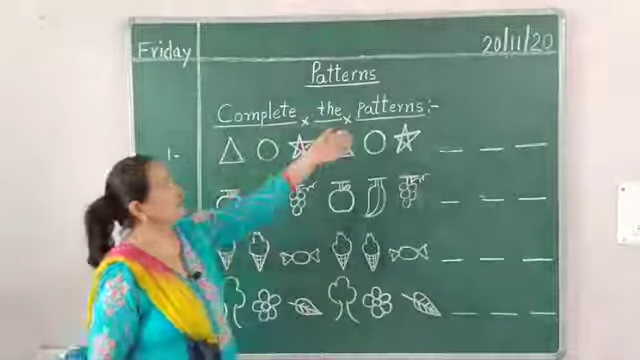 Friday
20/11/20
Patterns
Complete the patterns:-
1-